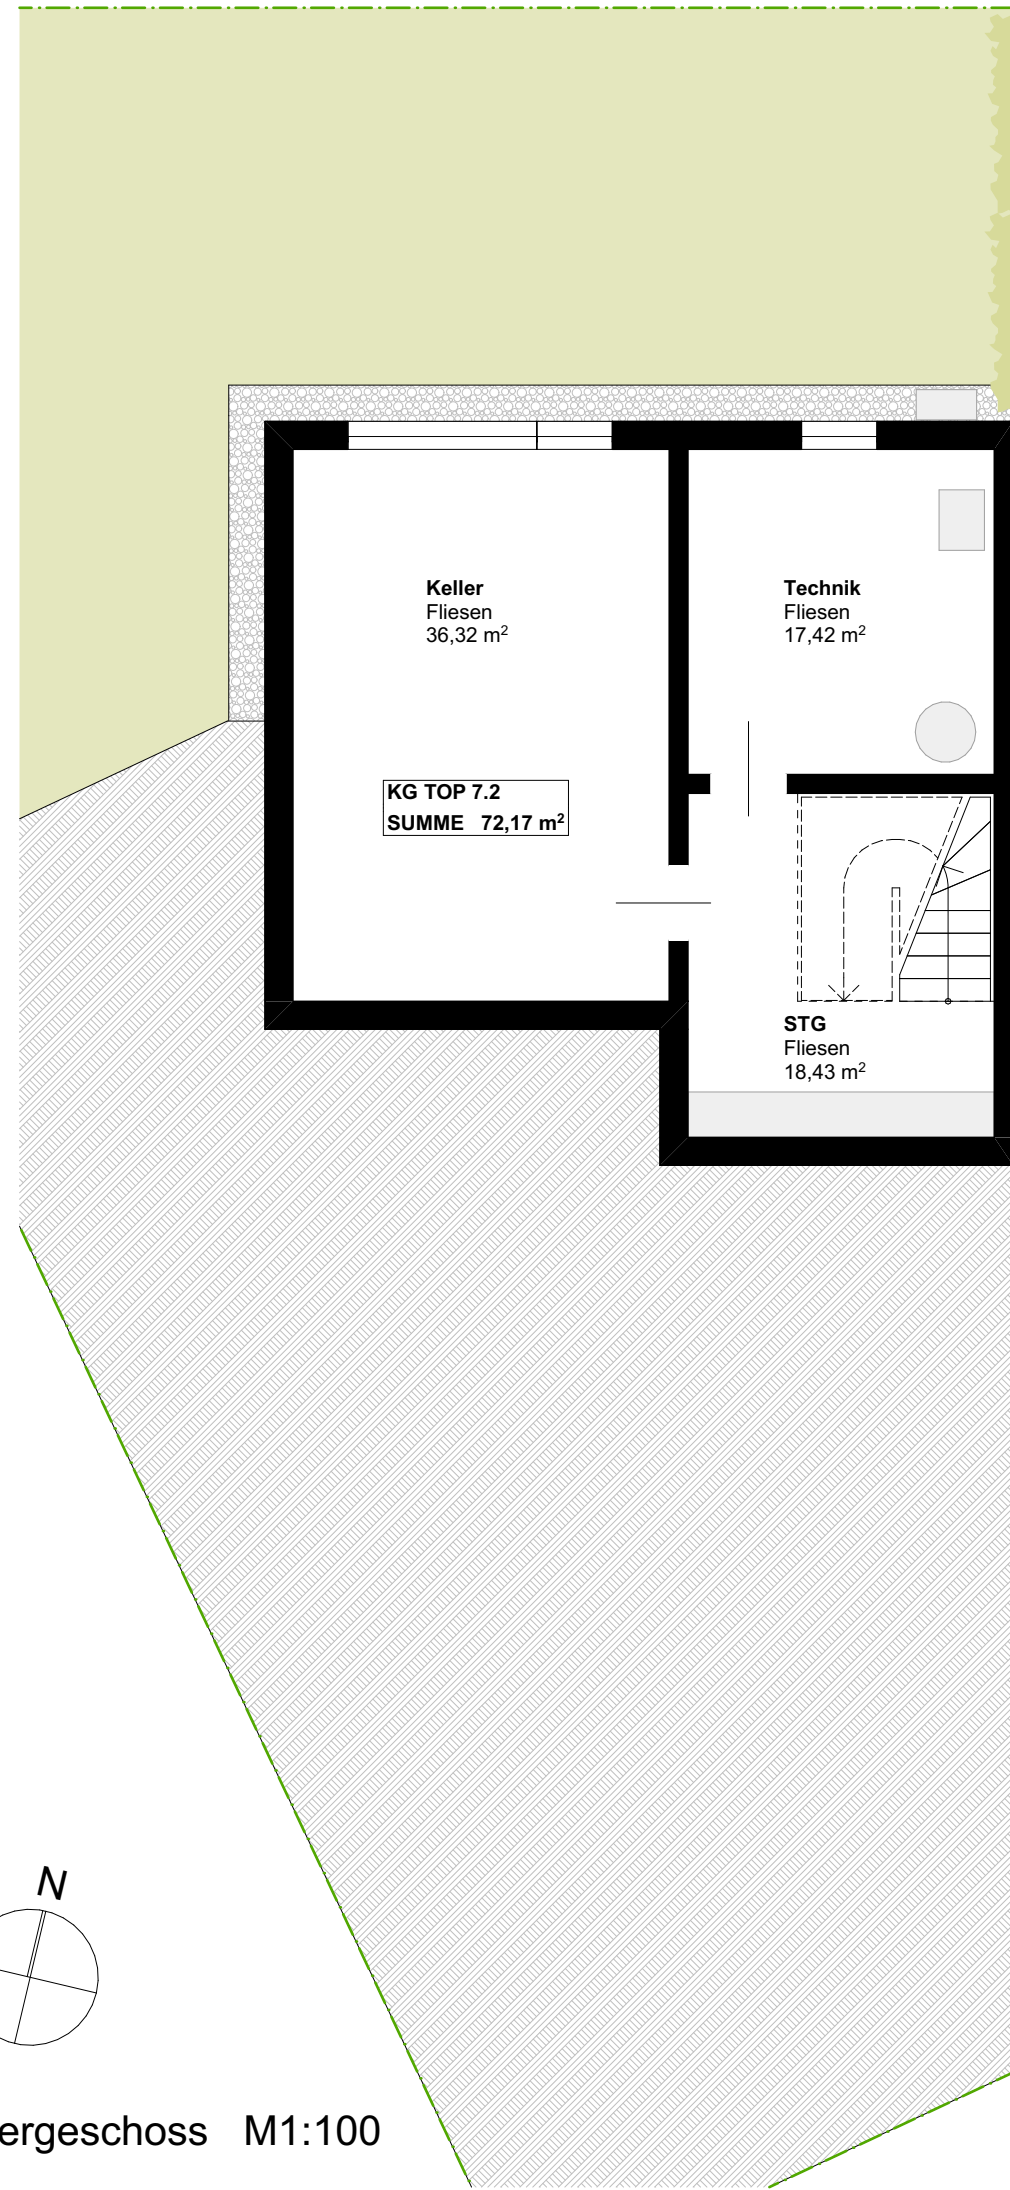 Keller
Fliesen
36,32 m²
Technik
Fliesen
17,42 m²
KG TOP 7.2
SUMME 72,17 m²
STG
Fliesen
18,43 m²
N
ergeschoss M1:100